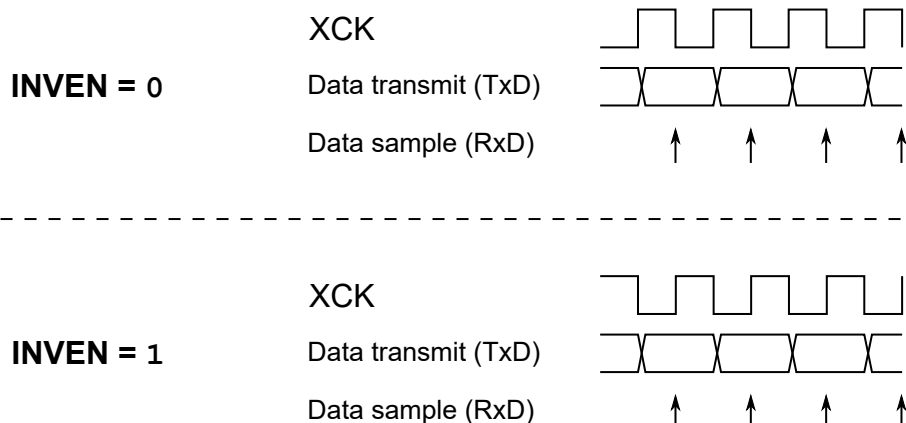 XCK
INVEN = 0
Data transmit (TxD)
Data sample (RxD)
XCK
INVEN = 1
Data transmit (TxD)
Data sample (RxD)